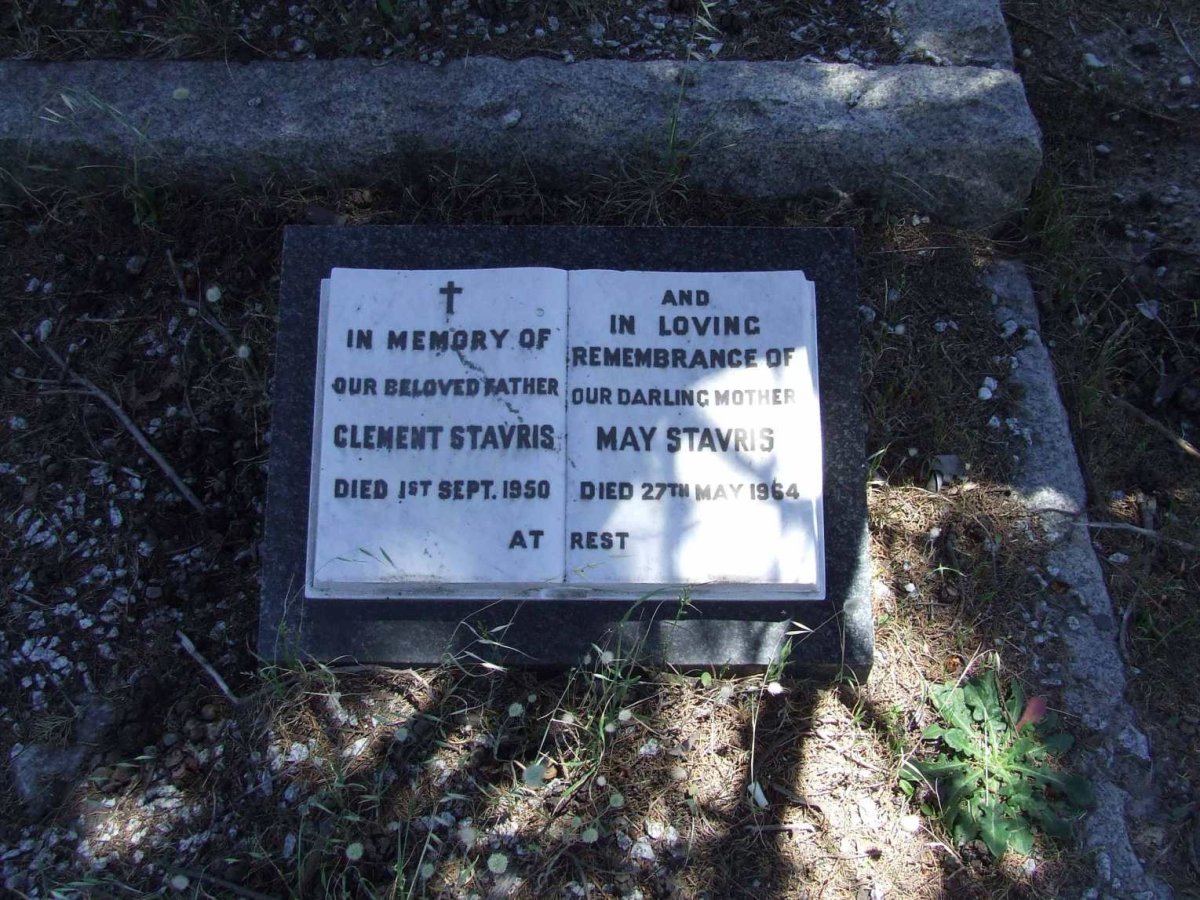 IN MEMORY OF
OUR BELOVED FATHER
CLEMENT STAVRIS
DIED 1ST SEPT. 1950
AND
IN LOVING
REMEMBRANCE OF
OUR DARLING MOTHER
MAY STAVRIS
DIED 27TH MAY 1964
AT REST